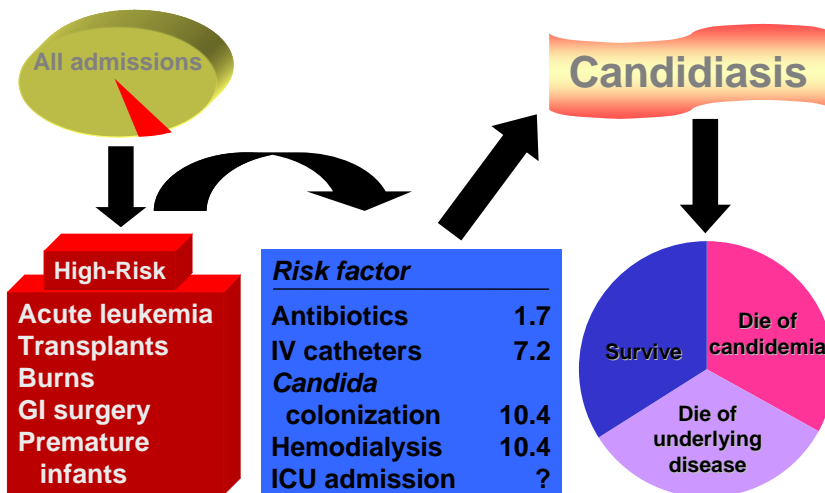 All admissions
Candidiasis
High-Risk
Acute leukemia
Transplants
Burns
GI surgery
Premature
infants
Risk factor
Antibiotics 1.7
IV catheters 7.2
Candida
colonization 10.4
Hemodialysis 10.4
ICU admission ?
Survive
Die of
candidemia
Die of
underlying
disease